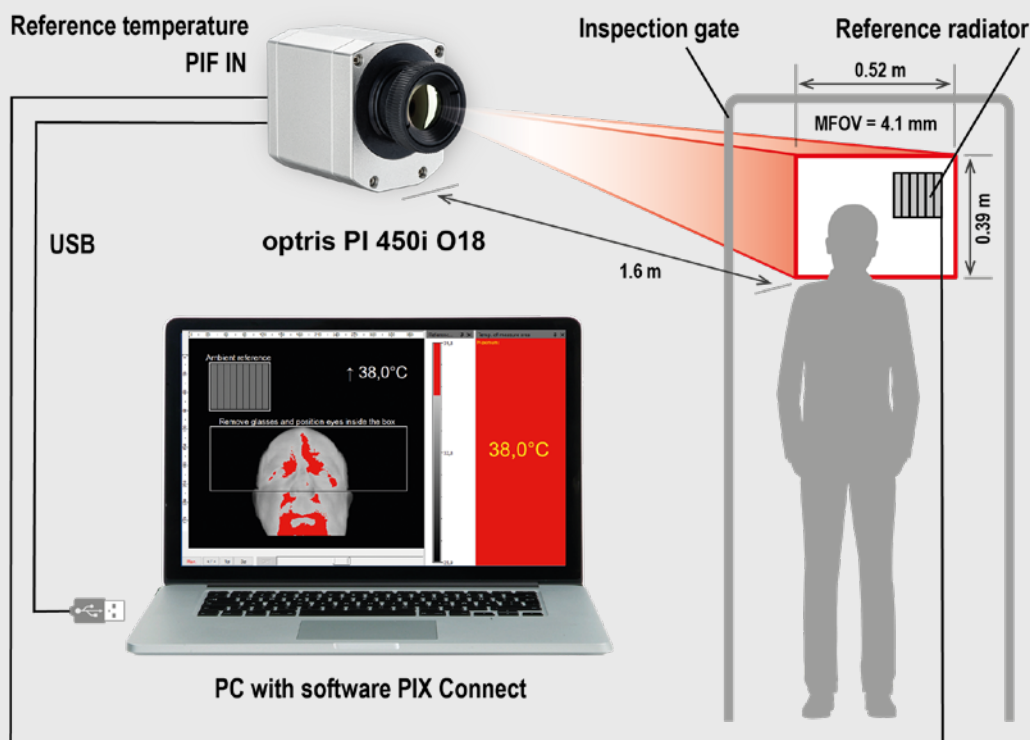 Reference temperature
PIF IN
Inspection gate
Reference radiator
0.52 m
MFOV = 4.1 mm
0.39 m
USB
optris PI 450i O18
1.6 m
Ambient reference
↑ 38,0°C
Remove glasses and position eyes inside the box
38,0°C
PC with software PIX Connect